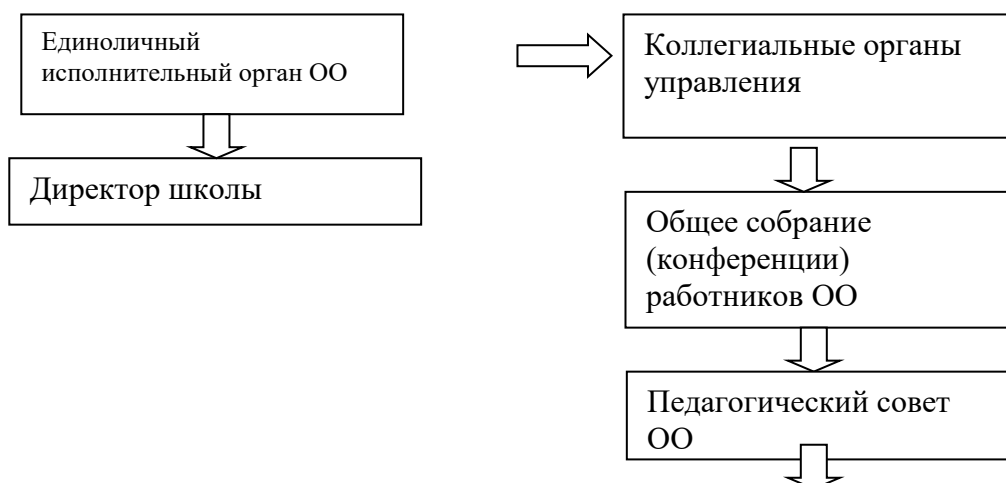 Единоличный
исполнительный орган ОО
Директор школы
Коллегиальные органы
управления
Общее собрание
(конференции)
работников ОО
Педагогический совет
ОО